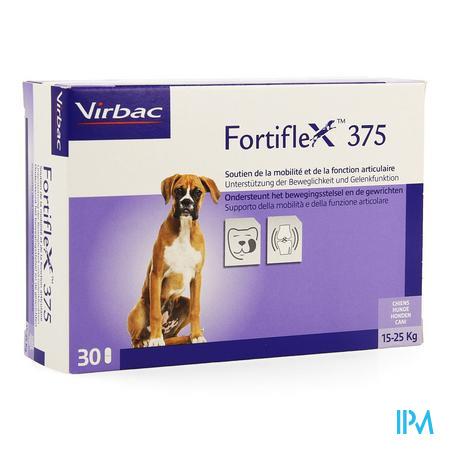 Virbac
Fortiflex™ 375
Soutien de la mobilité et de la fonction articulaire
Unterstützung der Beweglichkeit und Gelenkfunktion
Ondersteunt het bewegingsstelsel en de gewrichten
Supporto della mobilità e della funzione articolare
CHIENS
HUNDE
HONDEN
CANI
15-25 Kg
30
Fortiflex™ 375
IPM